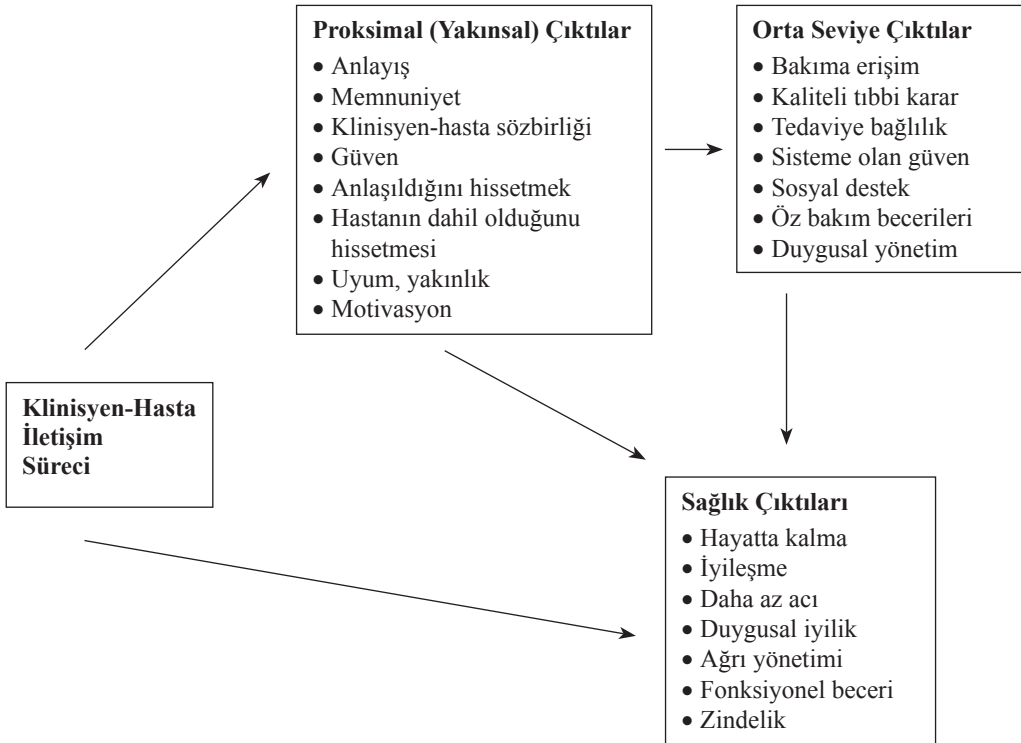 Proksimal (Yakınsal) Çıktılar
• Anlayış
• Memnuniyet
• Klinisyen-hasta sözbirliği
• Güven
• Anlaşıldığını hissetmek
• Hastanın dahil olduğunu
hissetmesi
• Uyum, yakınlık
• Motivasyon
Orta Seviye Çıktılar
• Bakıma erişim
• Kaliteli tıbbi karar
• Tedaviye bağlılık
• Sisteme olan güven
• Sosyal destek
• Öz bakım becerileri
• Duygusal yönetim
Klinisyen-Hasta
İletişim
Süreci
Sağlık Çıktıları
• Hayatta kalma
• İyileşme
• Daha az acı
• Duygusal iyilik
• Ağrı yönetimi
• Fonksiyonel beceri
• Zindelik